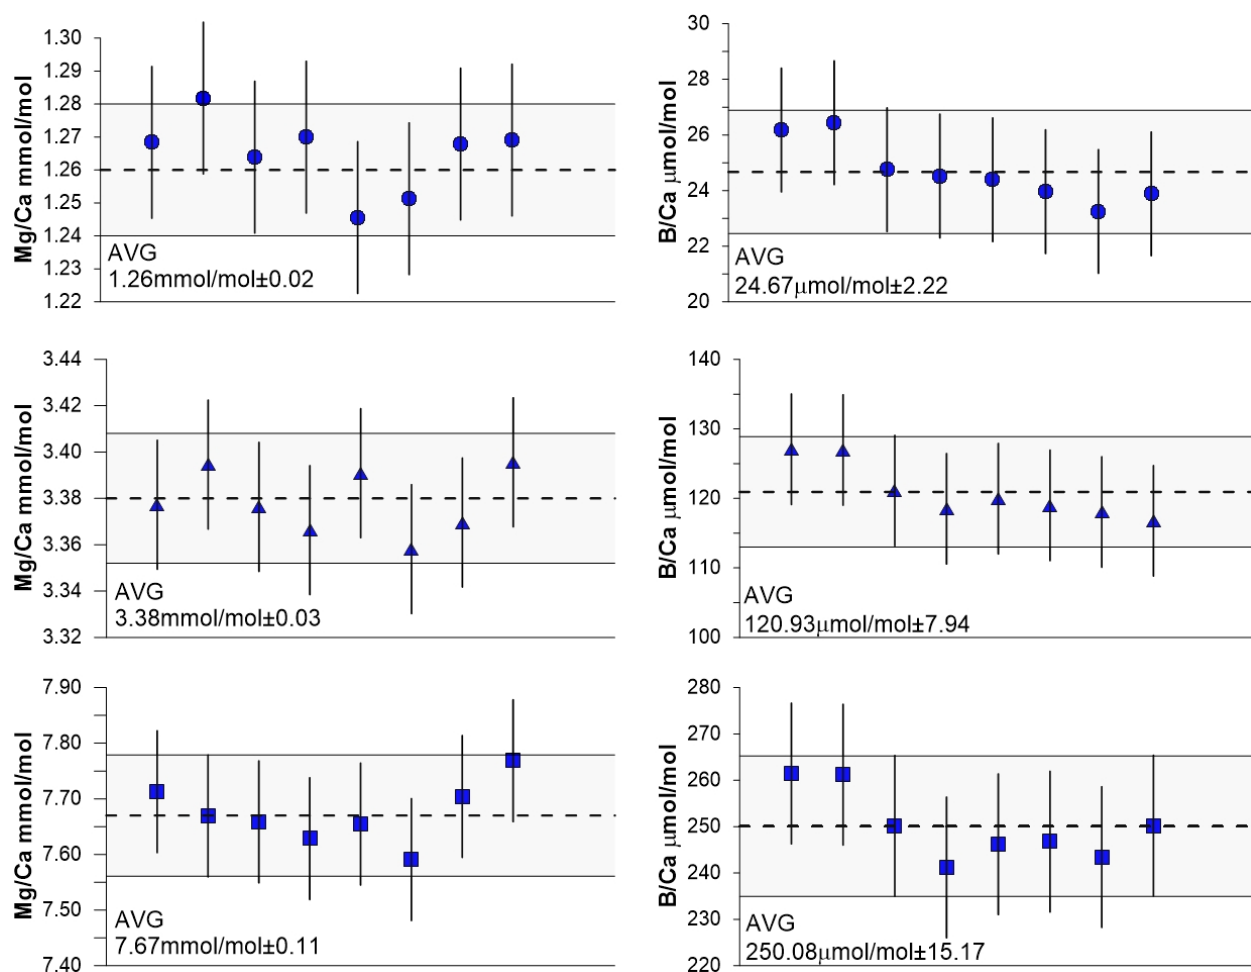 Mg/Ca mmol/mol
1.30
1.29
1.28
1.27
1.26
1.25
1.24
1.23
1.22
AVG
1.26mmol/mol±0.02
B/Ca μmol/mol
30
28
26
24
22
20
AVG
24.67μmol/mol±2.22
Mg/Ca mmol/mol
3.44
3.42
3.40
3.38
3.36
3.34
3.32
AVG
3.38mmol/mol±0.03
B/Ca μmol/mol
140
130
120
110
100
AVG
120.93μmol/mol±7.94
Mg/Ca mmol/mol
7.90
7.80
7.70
7.60
7.50
7.40
AVG
7.67mmol/mol±0.11
B/Ca μmol/mol
280
270
260
250
240
230
220
AVG
250.08μmol/mol±15.17